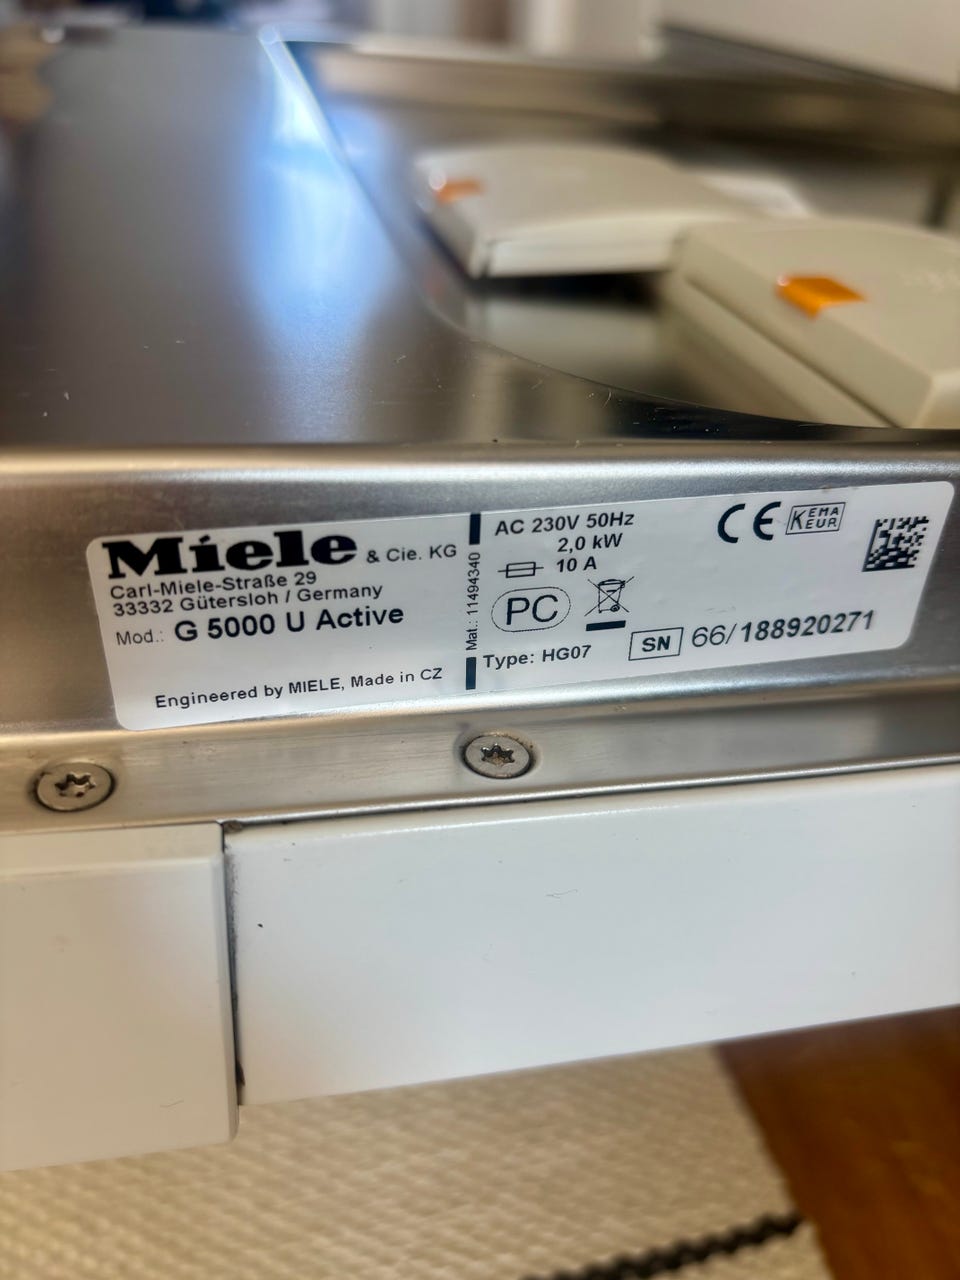 Miele & Cie. KG
Carl-Miele-Straße 29
33332 Gütersloh / Germany
Mod.: G 5000 U Active
Engineered by MIELE, Made in CZ
Mat.: 11494340
AC 230V 50Hz
2,0 kW
10 A
PC
Type: HG07
CE KEMA EUR
SN 66/188920271